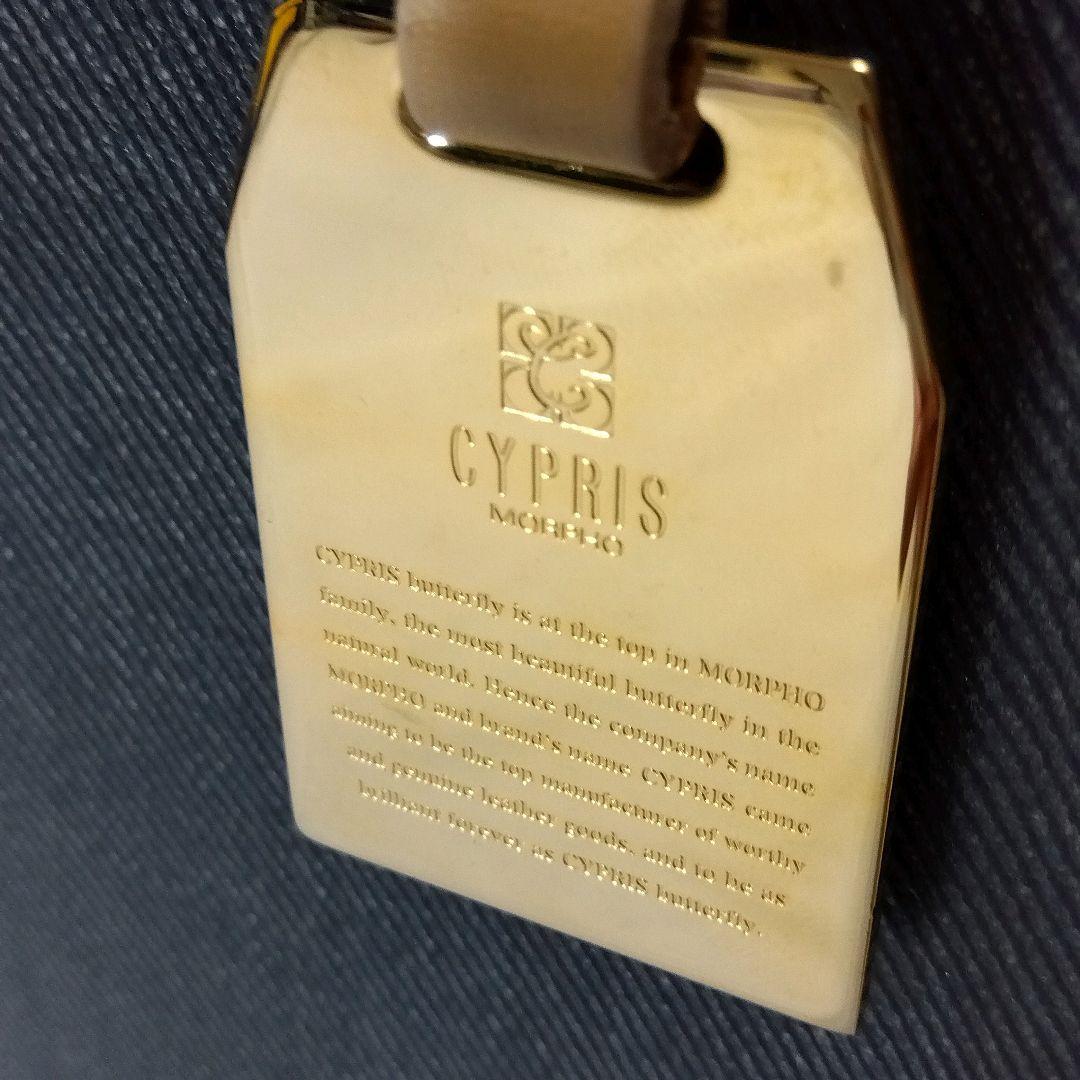 CYPRIS
MORPHO
CYPRIS butterfly is at the top in MORPHO
family, the most beautiful butterfly in the
natural world. Hence the company's name
MORPHO and brand's name CYPRIS came
aiming to be the top manufacturer of worthy
and genuine leather goods, and to be as
brilliant forever as CYPRIS butterfly.